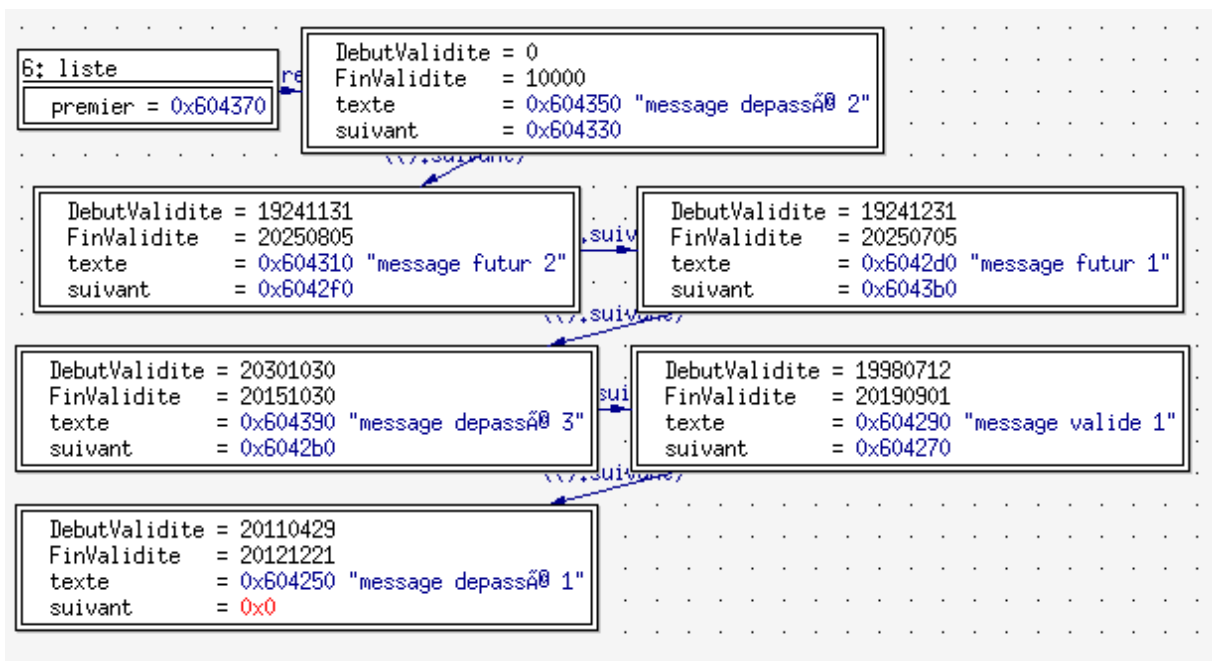 6: liste
premier = 0x604370
re
DebutValidite = 0
FinValidite = 10000
texte = 0x604350 "message depassÃ© 2"
suivant = 0x604330
DebutValidite = 19241131
FinValidite = 20250805
texte = 0x604310 "message futur 2"
suivant = 0x6042f0
.suiv
DebutValidite = 19241231
FinValidite = 20250705
texte = 0x6042d0 "message futur 1"
suivant = 0x6043b0
DebutValidite = 20301030
FinValidite = 20151030
texte = 0x604390 "message depassÃ© 3"
suivant = 0x6042b0
sui
DebutValidite = 19980712
FinValidite = 20190901
texte = 0x604290 "message valide 1"
suivant = 0x604270
DebutValidite = 20110429
FinValidite = 20121221
texte = 0x604250 "message depassÃ© 1"
suivant = 0x0